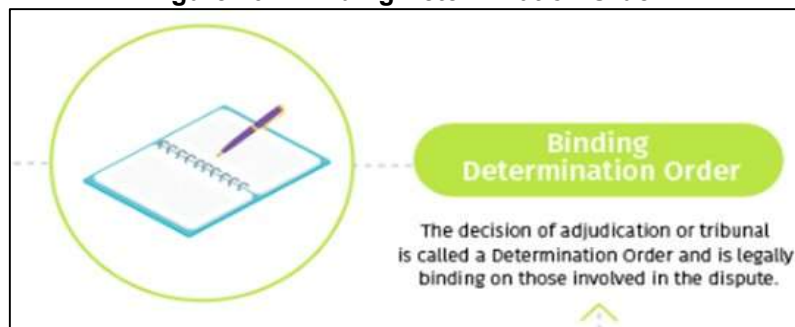 Binding
Determination Order
The decision of adjudication or tribunal
is called a Determination Order and is legally
binding on those involved in the dispute.